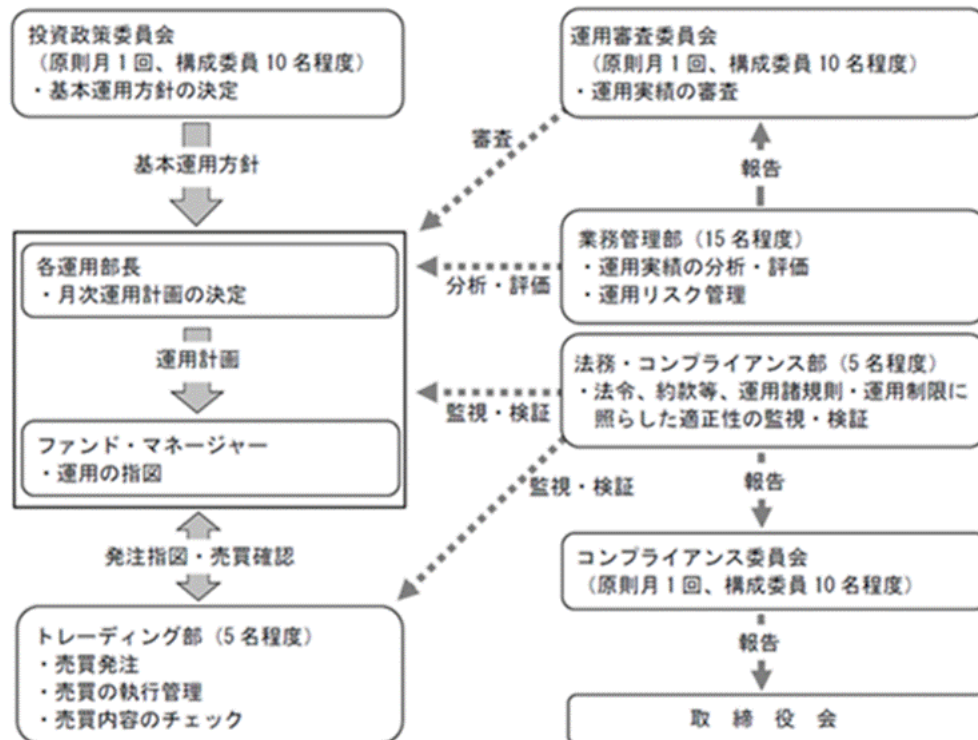 投資政策委員会
（原則月1回、構成委員10名程度）
・基本運用方針の決定
基本運用方針
各運用部長
・月次運用計画の決定
運用計画
ファンド・マネージャー
・運用の指図
発注指図・売買確認
トレーディング部（5名程度）
・売買発注
・売買の執行管理
・売買内容のチェック
運用審査委員会
（原則月1回、構成委員10名程度）
・運用実績の審査
審査
報告
業務管理部（15名程度）
・運用実績の分析・評価
・運用リスク管理
分析・評価
法務・コンプライアンス部（5名程度）
・法令、約款等、運用諸規則・運用制限に
照らした適正性の監視・検証
監視・検証
監視・検証
報告
コンプライアンス委員会
（原則月1回、構成委員10名程度）
報告
取締役会